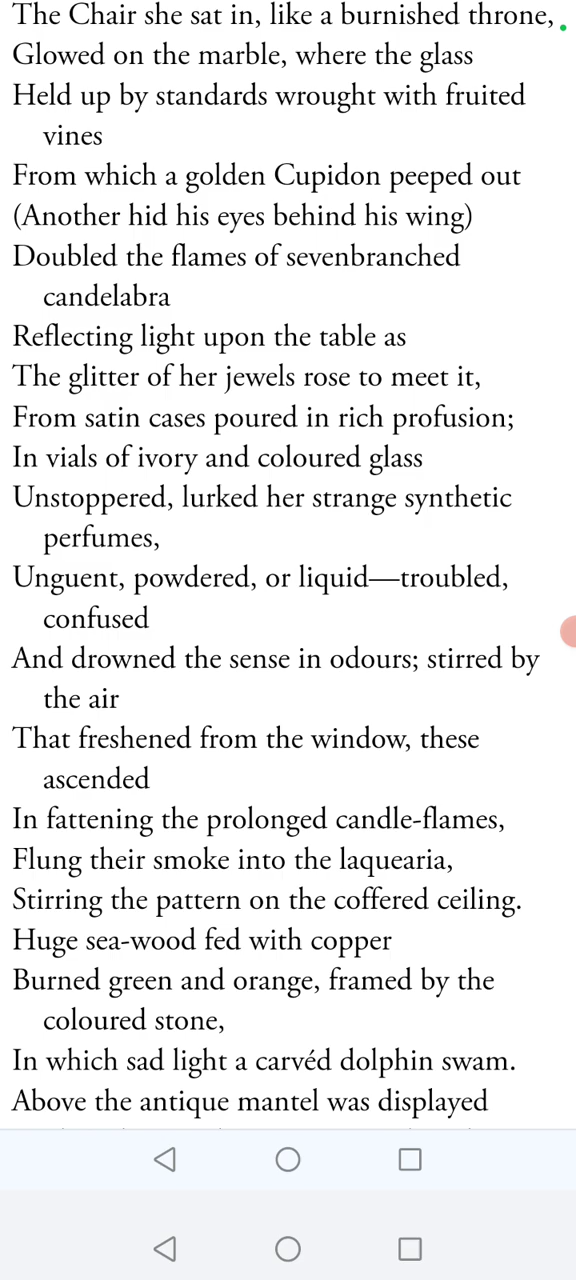 The Chair she sat in, like a burnished throne,
Glowed on the marble, where the glass
Held up by standards wrought with fruited
vines
From which a golden Cupidon peeped out
(Another hid his eyes behind his wing)
Doubled the flames of sevenbranched
candelabra
Reflecting light upon the table as
The glitter of her jewels rose to meet it,
From satin cases poured in rich profusion;
In vials of ivory and coloured glass
Unstoppered, lurked her strange synthetic
perfumes,
Unguent, powdered, or liquid—troubled,
confused
And drowned the sense in odours; stirred by
the air
That freshened from the window, these
ascended
In fattening the prolonged candle-flames,
Flung their smoke into the laquearia,
Stirring the pattern on the coffered ceiling.
Huge sea-wood fed with copper
Burned green and orange, framed by the
coloured stone,
In which sad light a carvéd dolphin swam.
Above the antique mantel was displayed